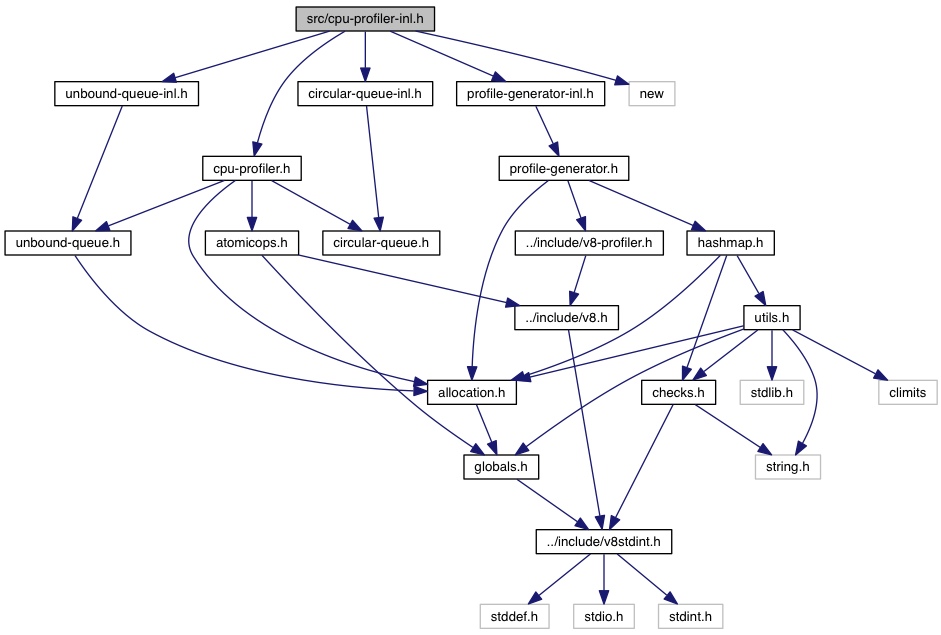 src/cpu-profiler-inl.h
unbound-queue-inl.h
circular-queue-inl.h
profile-generator-inl.h
new
cpu-profiler.h
profile-generator.h
unbound-queue.h
atomicops.h
circular-queue.h
../include/v8-profiler.h
hashmap.h
../include/v8.h
utils.h
allocation.h
checks.h
stdlib.h
climits
globals.h
string.h
../include/v8stdint.h
stddef.h
stdio.h
stdint.h